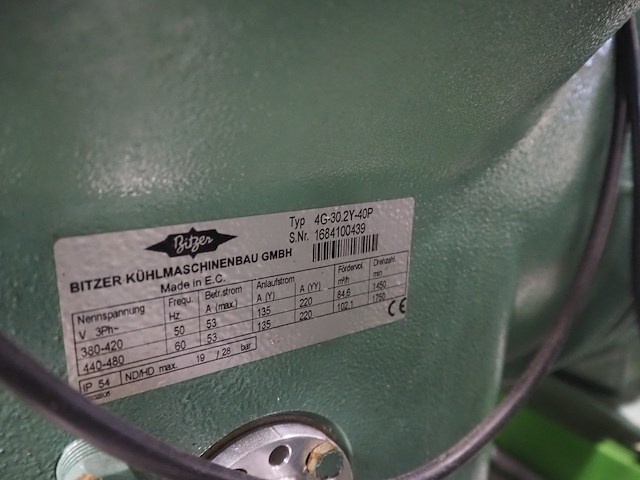 Bitzer
Typ 4G-30.2Y-40P
S.Nr. 1684100439
BITZER KÜHLMASCHINENBAU GMBH
Made in E.C.
Nennspannung Frequ. Betr.strom Anlaufstrom Fördervol. Drehzahl
V 3Ph~ Hz A (max.) A (Y) A (YY) m³/h min
380-420 50 53 135 220 84.6 1450
440-480 60 53 135 220 102.1 1750
IP 54 ND/HD max. 19 / 28 bar CE